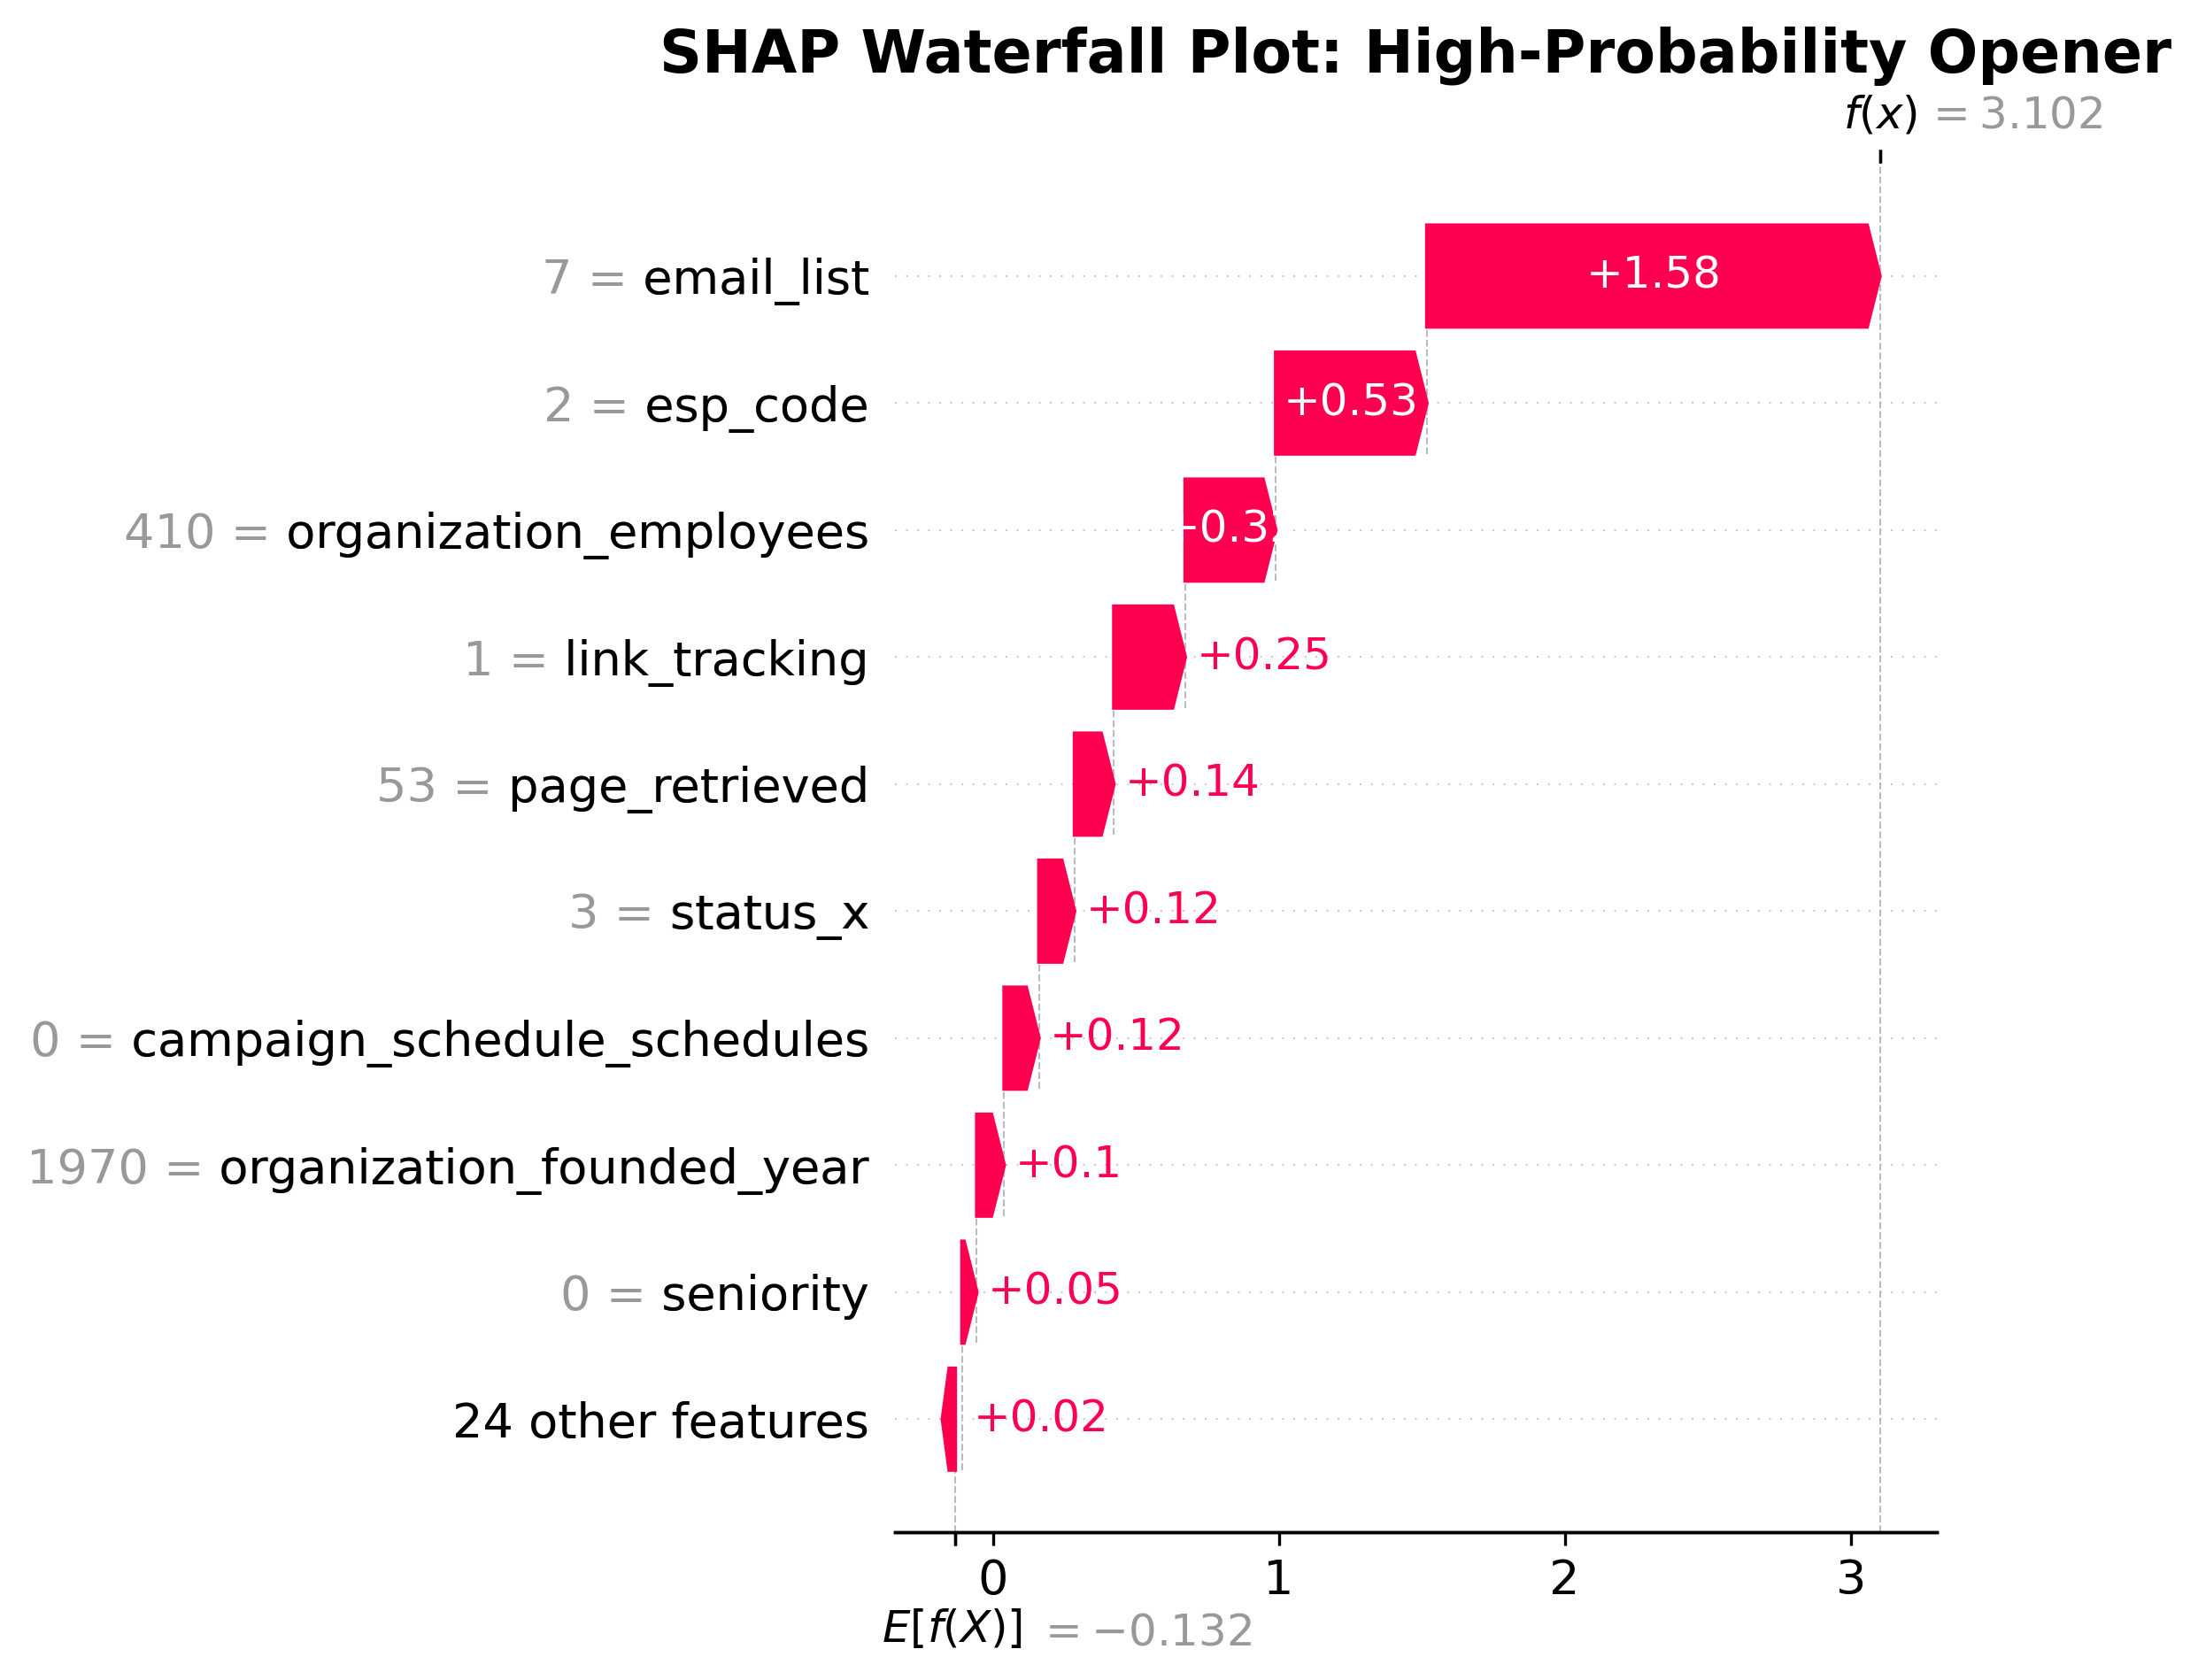 SHAP Waterfall Plot: High-Probability Opener
f(x) = 3.102
7 = email_list
+1.58
2 = esp_code
+0.53
410 = organization_employees
1 = link_tracking
+0.25
53 = page_retrieved
+0.14
3 = status_x
+0.12
0 = campaign_schedule_schedules
+0.12
1970 = organization_founded_year
+0.1
0 = seniority
+0.05
24 other features
+0.02
0 1 2 3
E[f(X)] = −0.132